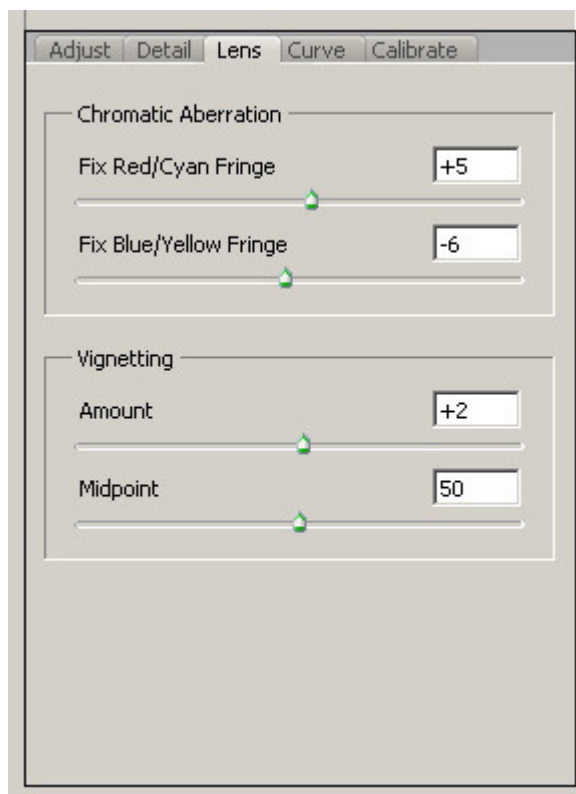 Adjust Detail Lens Curve Calibrate
Chromatic Aberration
Fix Red/Cyan Fringe +5
Fix Blue/Yellow Fringe -6
Vignetting
Amount +2
Midpoint 50